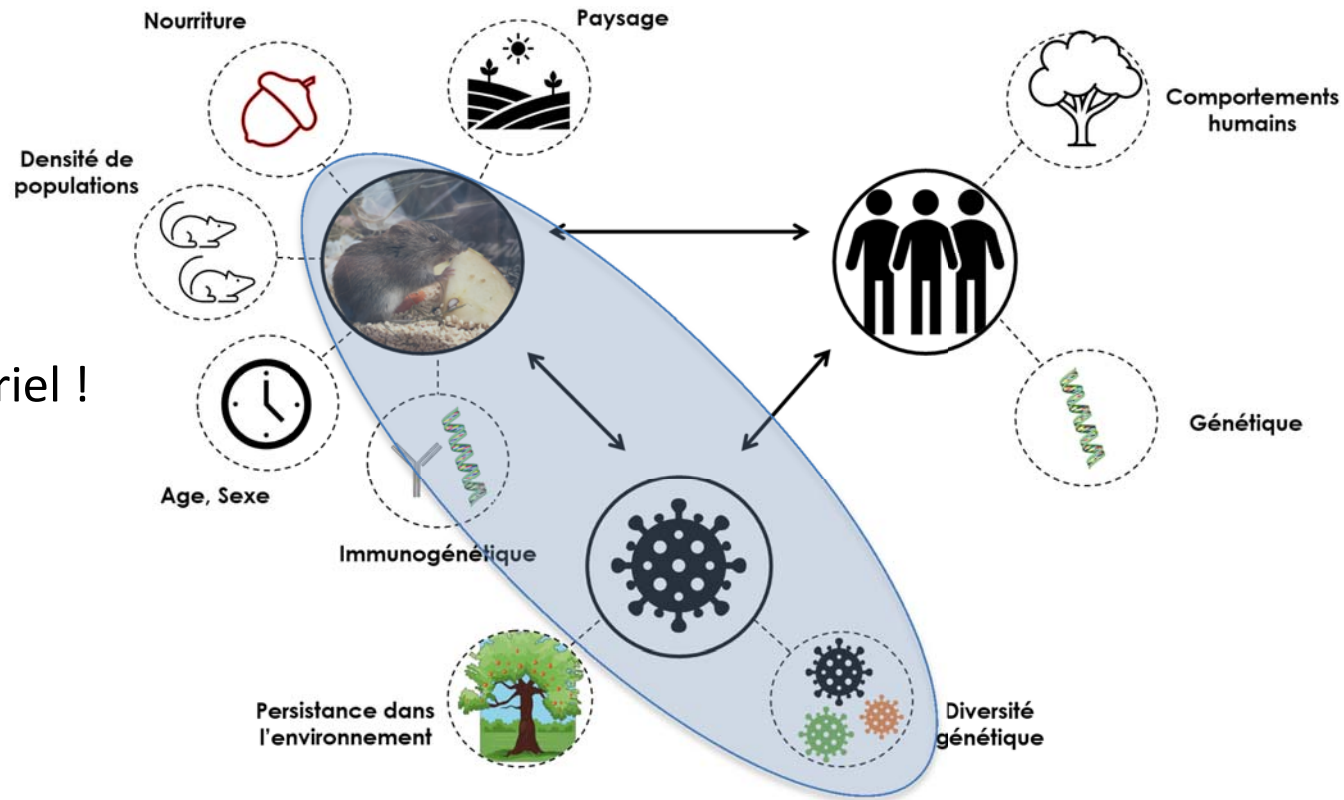 Nourriture
Paysage
Comportements
humains
Densité de
populations
riel !
Age, Sexe
Génétique
Immunogénétique
Persistance dans
l'environnement
Diversité
génétique